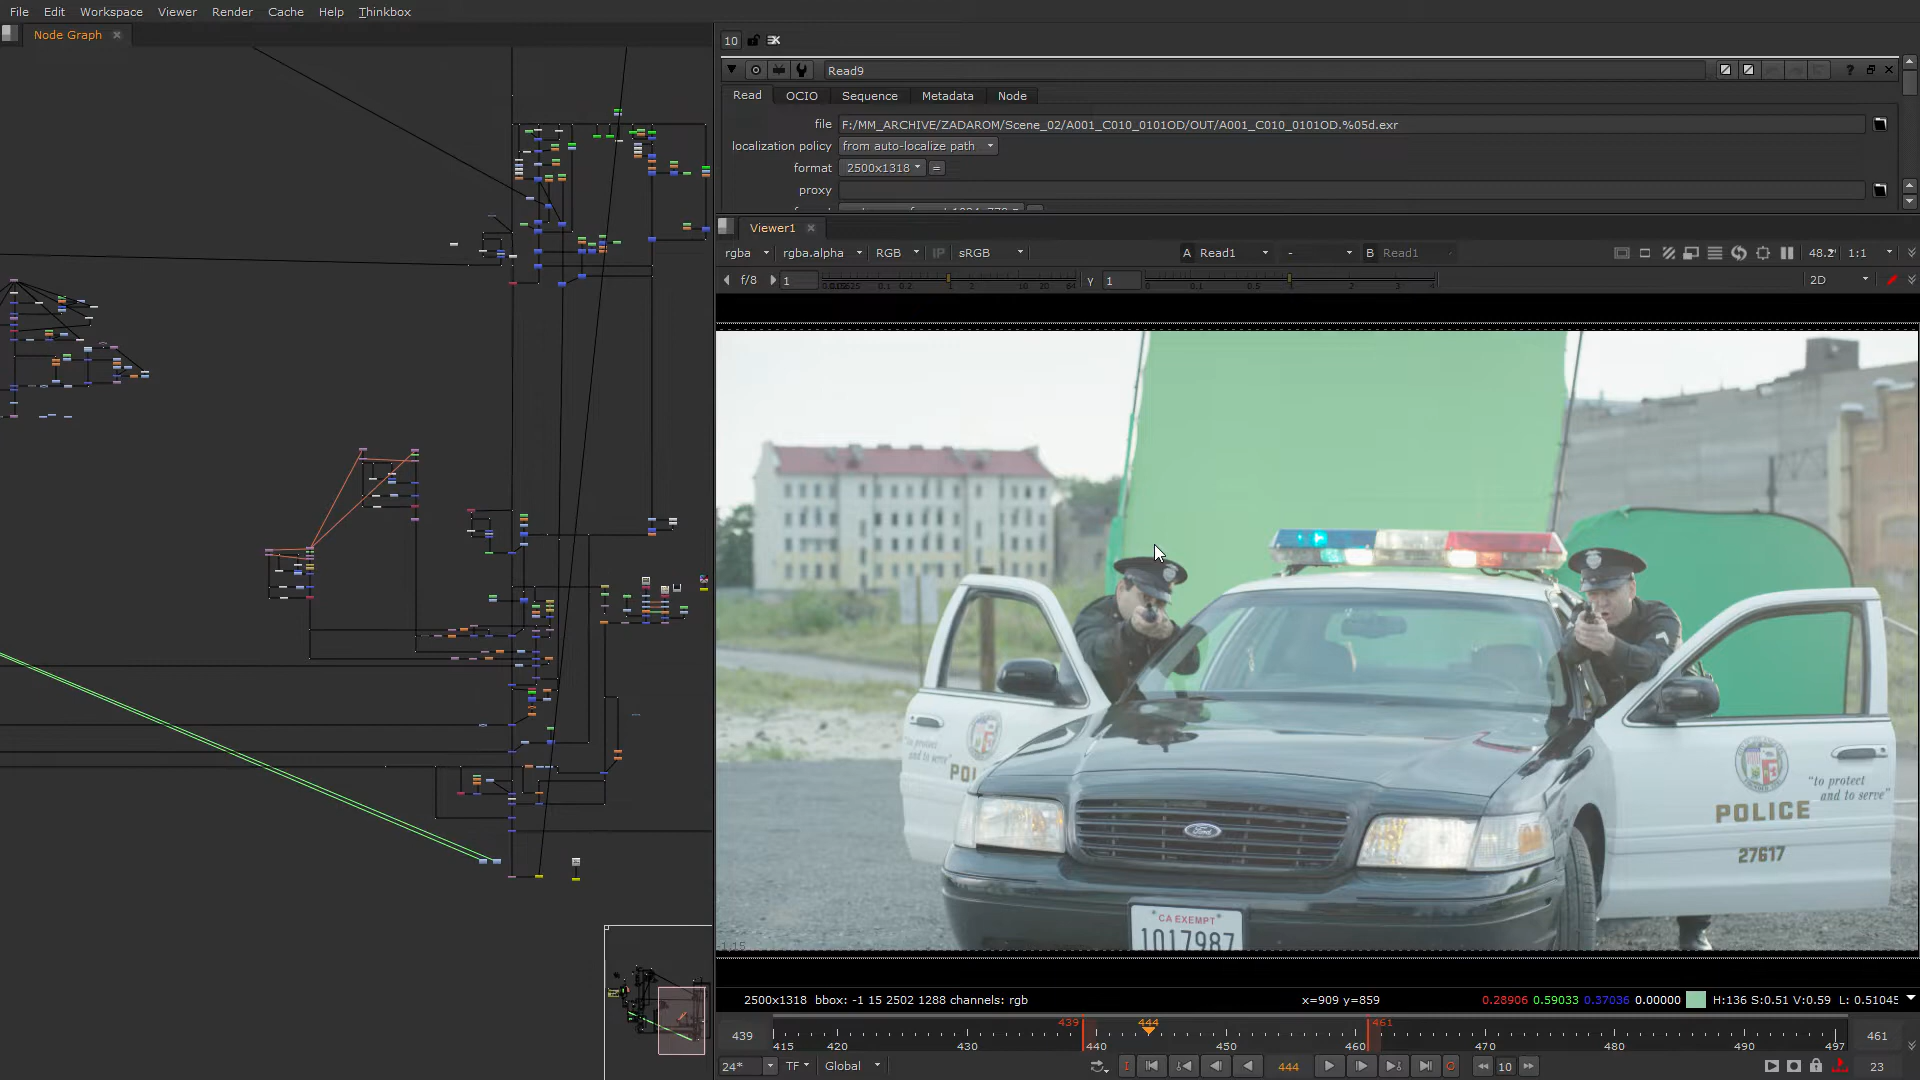 File Edit Workspace Viewer Render Cache Help Thinkbox
Node Graph
10
Read9
Read OCIO Sequence Metadata Node
file F:/MM_ARCHIVE/ZADAROM/Scene_02/A001_C010_0101OD/OUT/A001_C010_0101OD.%05d.exr
localization policy from auto-localize path
format 2500x1318 =
proxy
Viewer1
rgba rgba.alpha RGB IP sRGB A Read1 - B Read1 48.2 1:1
f/8 1 γ 1 2D
"to protect
and to serve"
POLICE
27617
Ford
CA EXEMPT
1017987
2500x1318 bbox: -1 15 2502 1288 channels: rgb x=909 y=859 0.28906 0.59033 0.37036 0.00000 H:136 S:0.51 V:0.59 L: 0.51045
439 444 461
439 415 420 430 440 450 460 470 480 490 497 461
24* TF Global 444 10 23